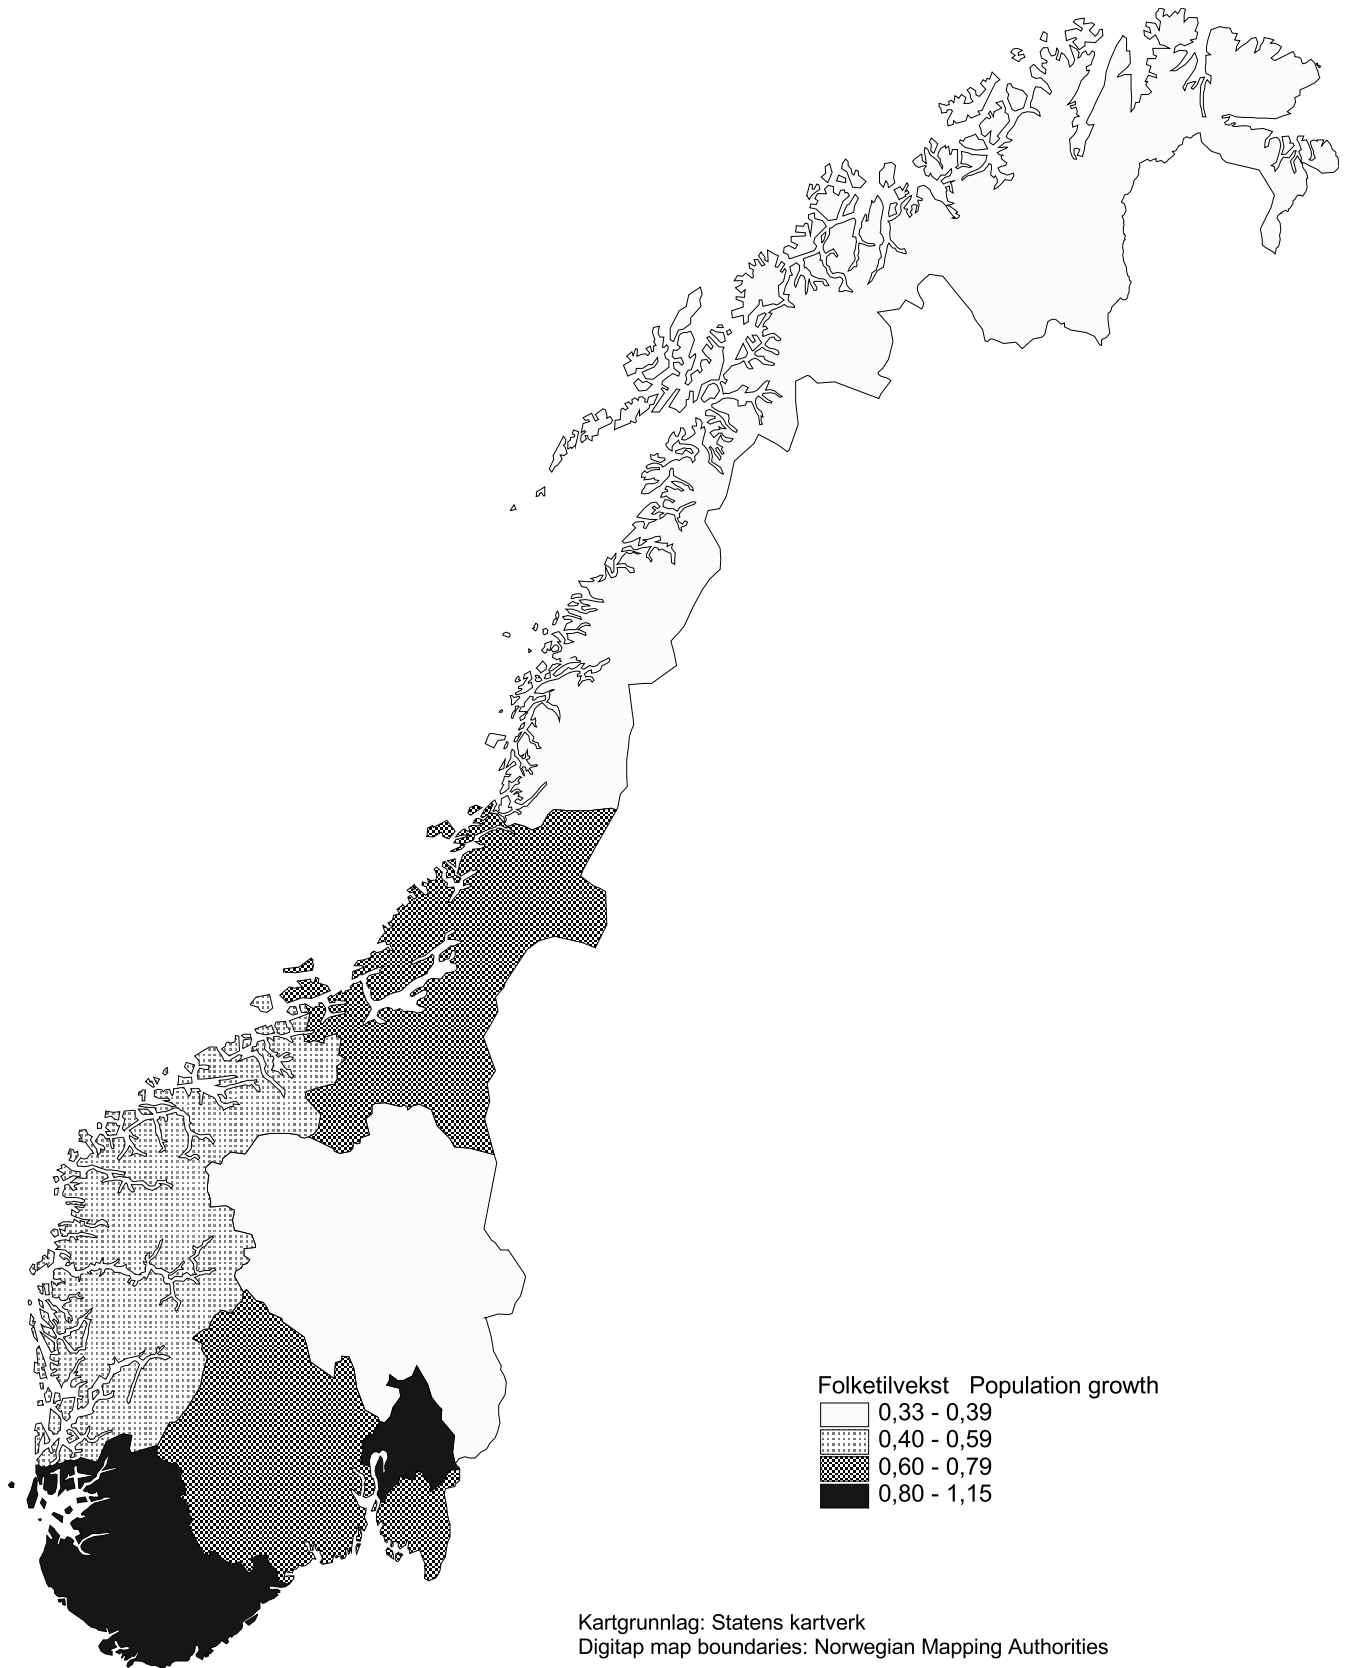 Folketilvekst Population growth
0,33 - 0,39
0,40 - 0,59
0,60 - 0,79
0,80 - 1,15
Kartgrunnlag: Statens kartverk
Digitap map boundaries: Norwegian Mapping Authorities